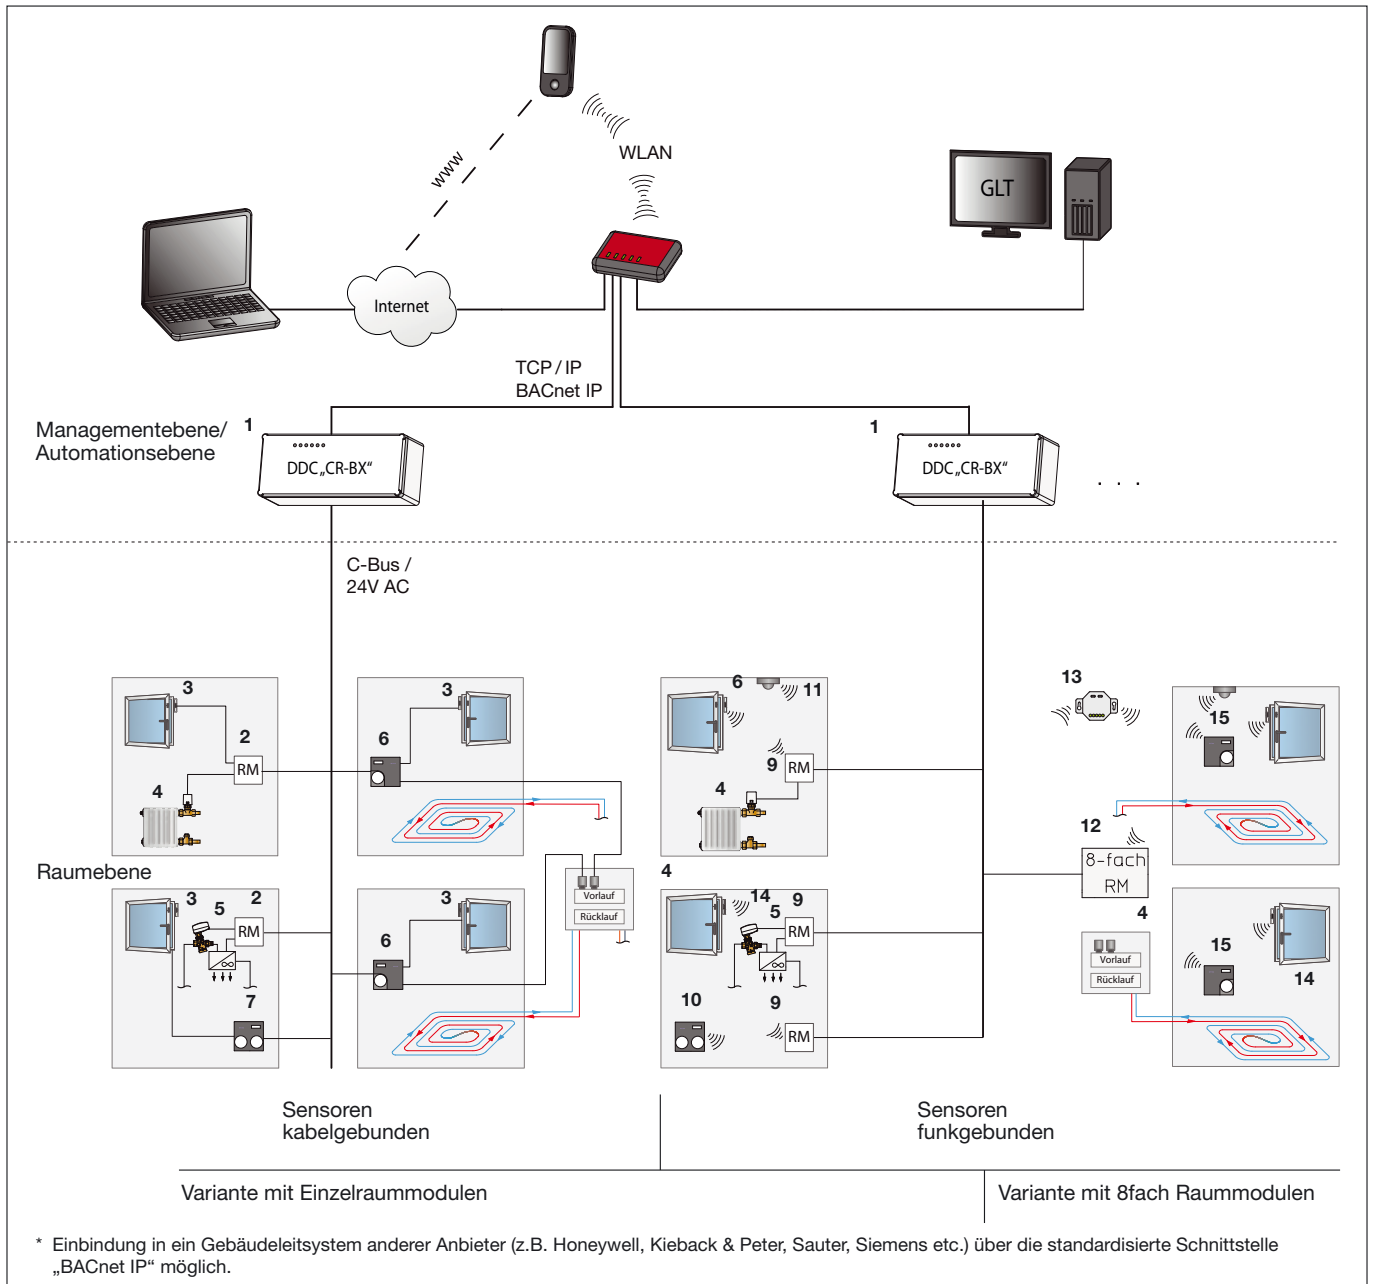 WLAN
www
GLT
Internet
TCP / IP
BACnet IP
Managementebene/
Automationsebene
1
DDC „CR-BX“
1
DDC „CR-BX“
. . .
C-Bus /
24V AC
3
2
RM
4
3
6
6
11
9
RM
4
13
15
12
8-fach
RM
Raumebene
3
5
2
RM
7
3
6
Vorlauf
Rücklauf
4
14
5
9
RM
10
9
RM
4
Vorlauf
Rücklauf
15
14
Sensoren
kabelgebunden
Sensoren
funkgebunden
Variante mit Einzelraummodulen
Variante mit 8fach Raummodulen
* Einbindung in ein Gebäudeleitsystem anderer Anbieter (z.B. Honeywell, Kieback & Peter, Sauter, Siemens etc.) über die standardisierte Schnittstelle
„BACnet IP“ möglich.